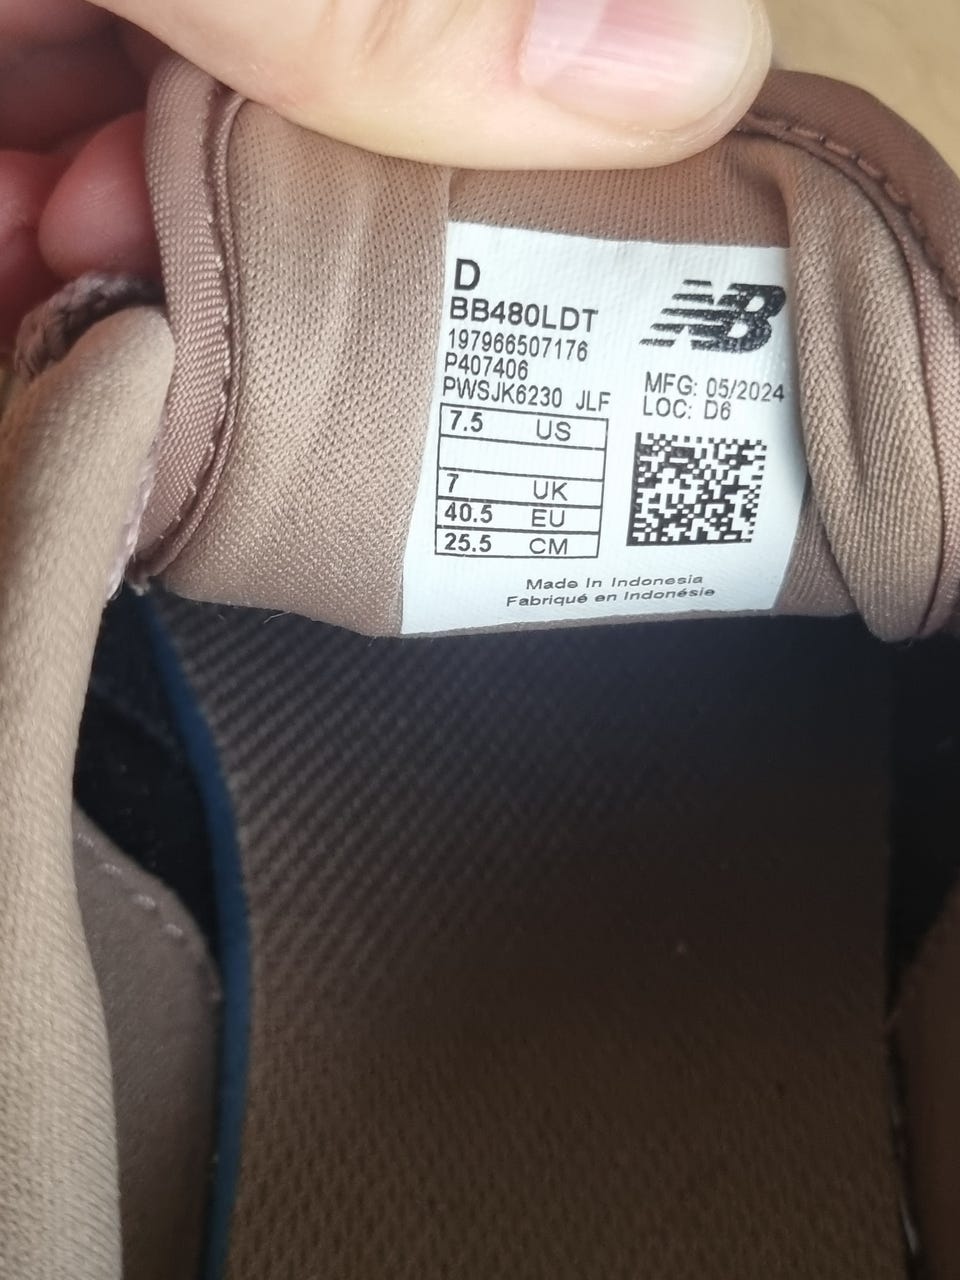 D
BB480LDT
197966507176
P407406
PWSJK6230 JLF
7.5 US
7 UK
40.5 EU
25.5 CM
NB
MFG: 05/2024
LOC: D6
Made In Indonesia
Fabriqué en Indonésie